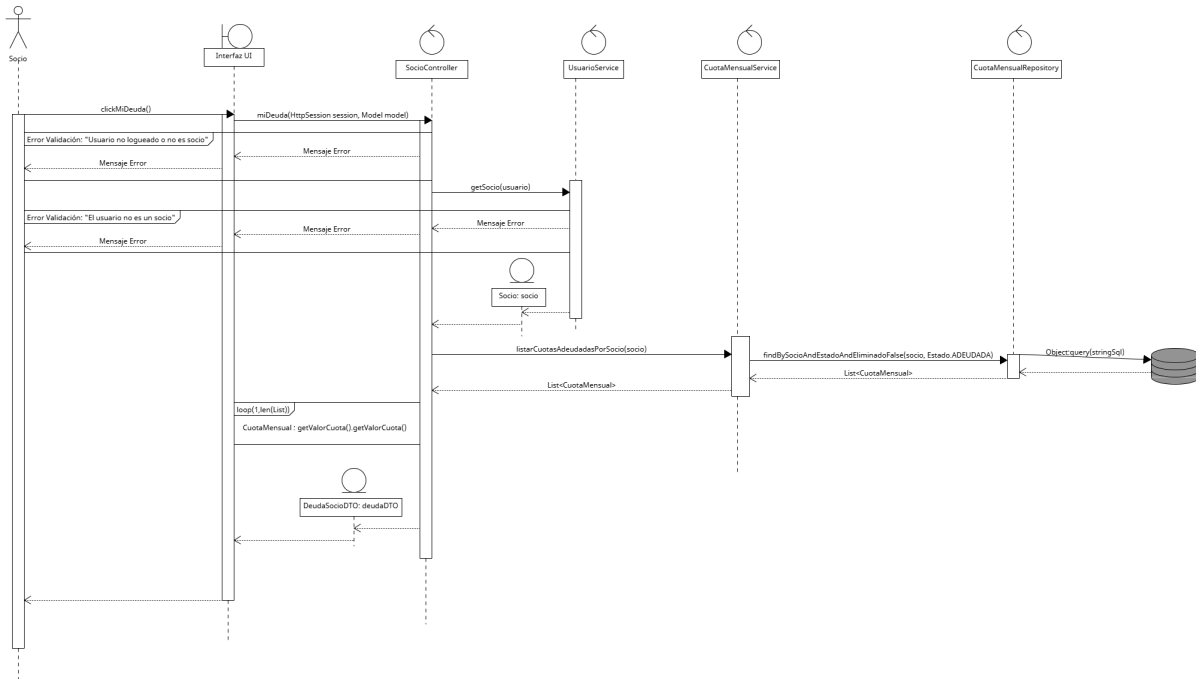 Socio
Interfaz UI
SocioController
UsuarioService
CuotaMensualService
CuotaMensualRepository
clickMiDeuda()
miDeuda(HttpSession session, Model model)
Error Validación: "Usuario no logueado o no es socio"
Mensaje Error
Mensaje Error
getSocio(usuario)
Error Validación: "El usuario no es un socio"
Mensaje Error
Mensaje Error
Mensaje Error
Socio: socio
listarCuotasAdeudadasPorSocio(socio)
findBySocioAndEstadoAndEliminadoFalse(socio, Estado.ADEUDADA)
Object:query(stringSql)
List<CuotaMensual>
List<CuotaMensual>
loop(1,len(List))
CuotaMensual : getValorCuota().getValorCuota()
DeudaSocioDTO: deudaDTO